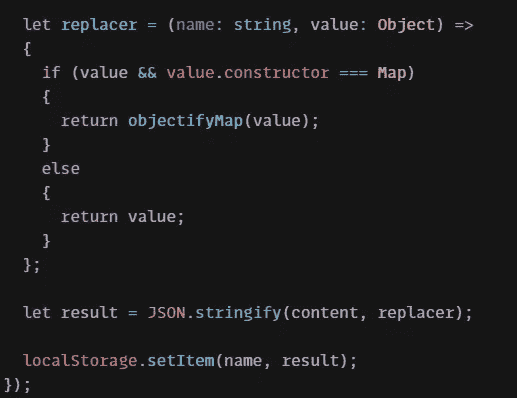 let replacer = (name: string, value: Object) =>
{
if (value && value.constructor === Map)
{
return objectifyMap(value);
}
else
{
return value;
}
};
let result = JSON.stringify(content, replacer);
localStorage.setItem(name, result);
});